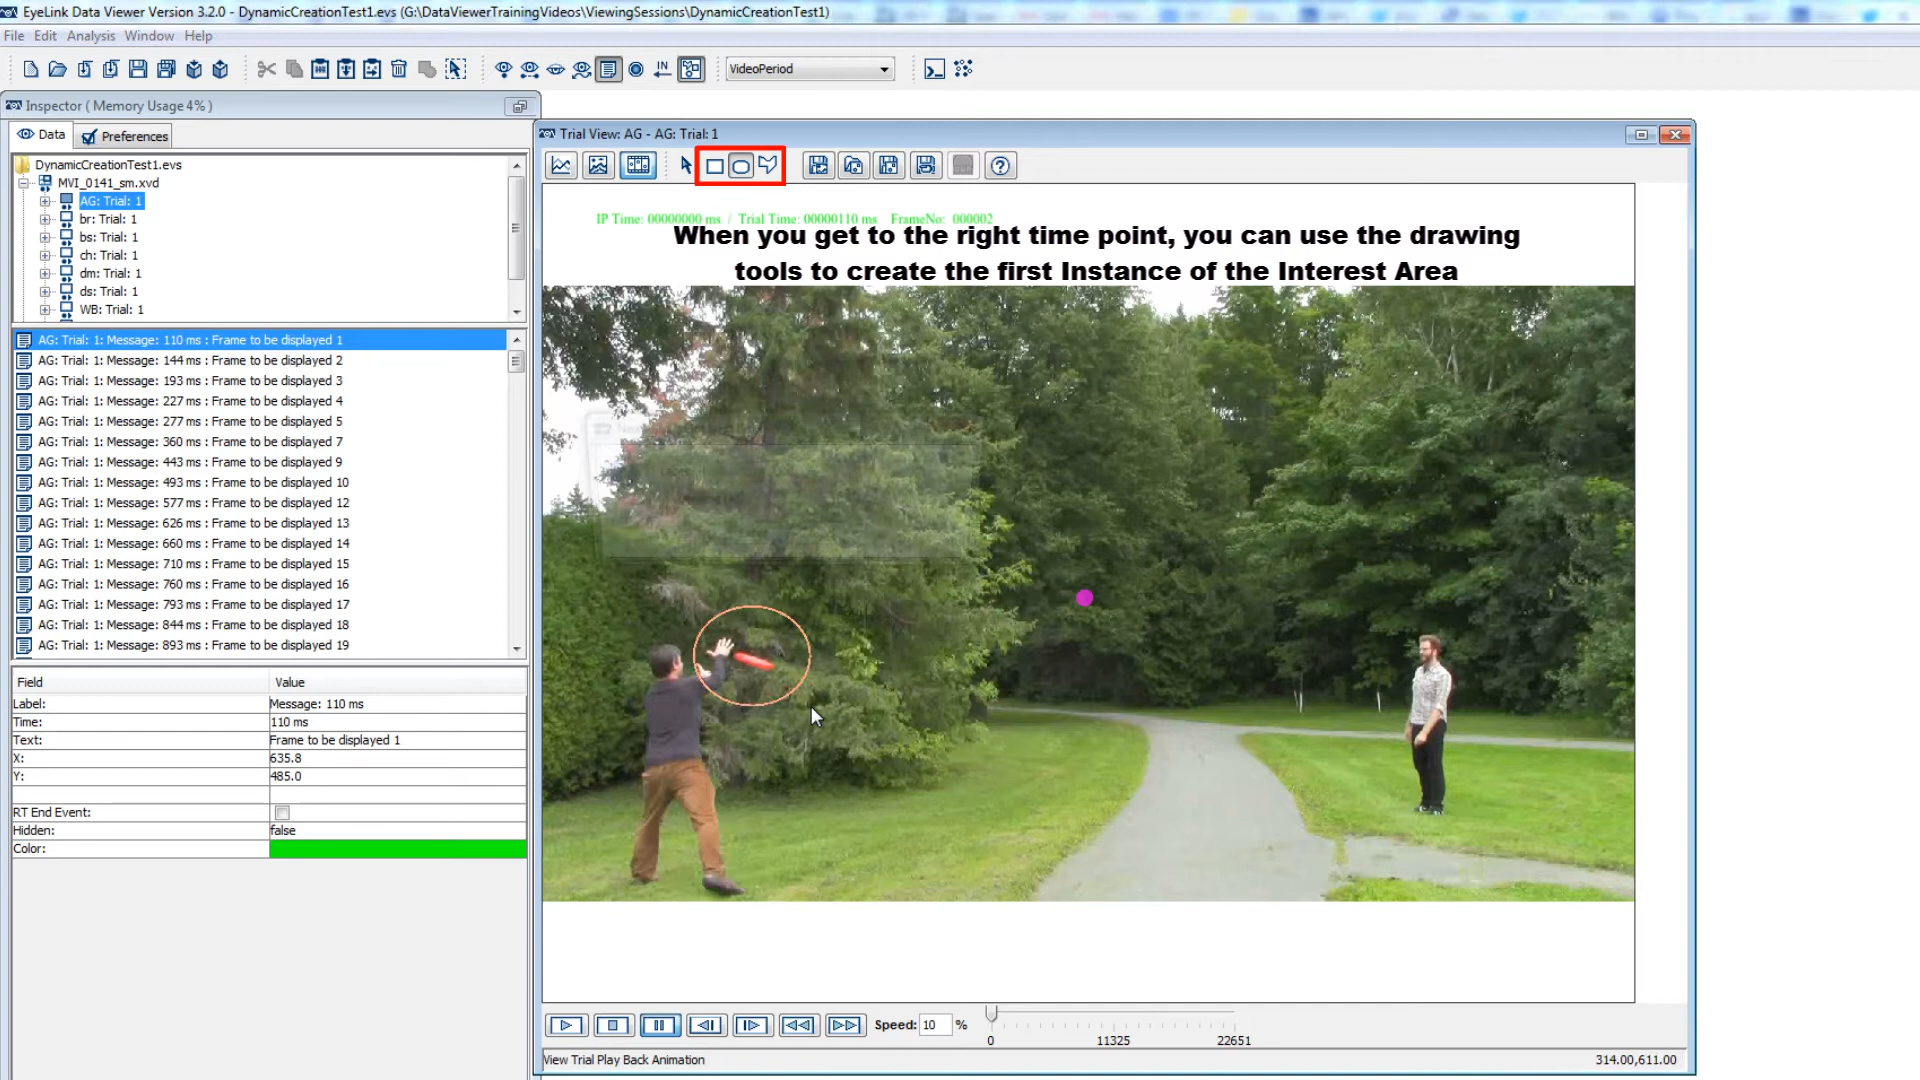 EyeLink Data Viewer Version 3.2.0 - DynamicCreationTest1.evs (G:\DataViewerTrainingVideos\ViewingSessions\DynamicCreationTest1)
File Edit Analysis Window Help
IN
VideoPeriod
Inspector ( Memory Usage 4% )
Data
Preferences
DynamicCreationTest1.evs
MVI_0141_sm.xvd
AG: Trial: 1
br: Trial: 1
bs: Trial: 1
ch: Trial: 1
dm: Trial: 1
ds: Trial: 1
WB: Trial: 1
AG: Trial: 1: Message: 110 ms : Frame to be displayed 1
AG: Trial: 1: Message: 144 ms : Frame to be displayed 2
AG: Trial: 1: Message: 193 ms : Frame to be displayed 3
AG: Trial: 1: Message: 227 ms : Frame to be displayed 4
AG: Trial: 1: Message: 277 ms : Frame to be displayed 5
AG: Trial: 1: Message: 360 ms : Frame to be displayed 7
AG: Trial: 1: Message: 443 ms : Frame to be displayed 9
AG: Trial: 1: Message: 493 ms : Frame to be displayed 10
AG: Trial: 1: Message: 577 ms : Frame to be displayed 12
AG: Trial: 1: Message: 626 ms : Frame to be displayed 13
AG: Trial: 1: Message: 660 ms : Frame to be displayed 14
AG: Trial: 1: Message: 710 ms : Frame to be displayed 15
AG: Trial: 1: Message: 760 ms : Frame to be displayed 16
AG: Trial: 1: Message: 793 ms : Frame to be displayed 17
AG: Trial: 1: Message: 844 ms : Frame to be displayed 18
AG: Trial: 1: Message: 893 ms : Frame to be displayed 19
Field Value
Label: Message: 110 ms
Time: 110 ms
Text: Frame to be displayed 1
X: 635.8
Y: 485.0
RT End Event:
Hidden: false
Color:
Trial View: AG - AG: Trial: 1
IP Time: 00000000 ms / Trial Time: 00000110 ms FrameNo: 000002
When you get to the right time point, you can use the drawing
tools to create the first Instance of the Interest Area
Speed: 10 %
0 11325 22651
View Trial Play Back Animation
314.00,611.00